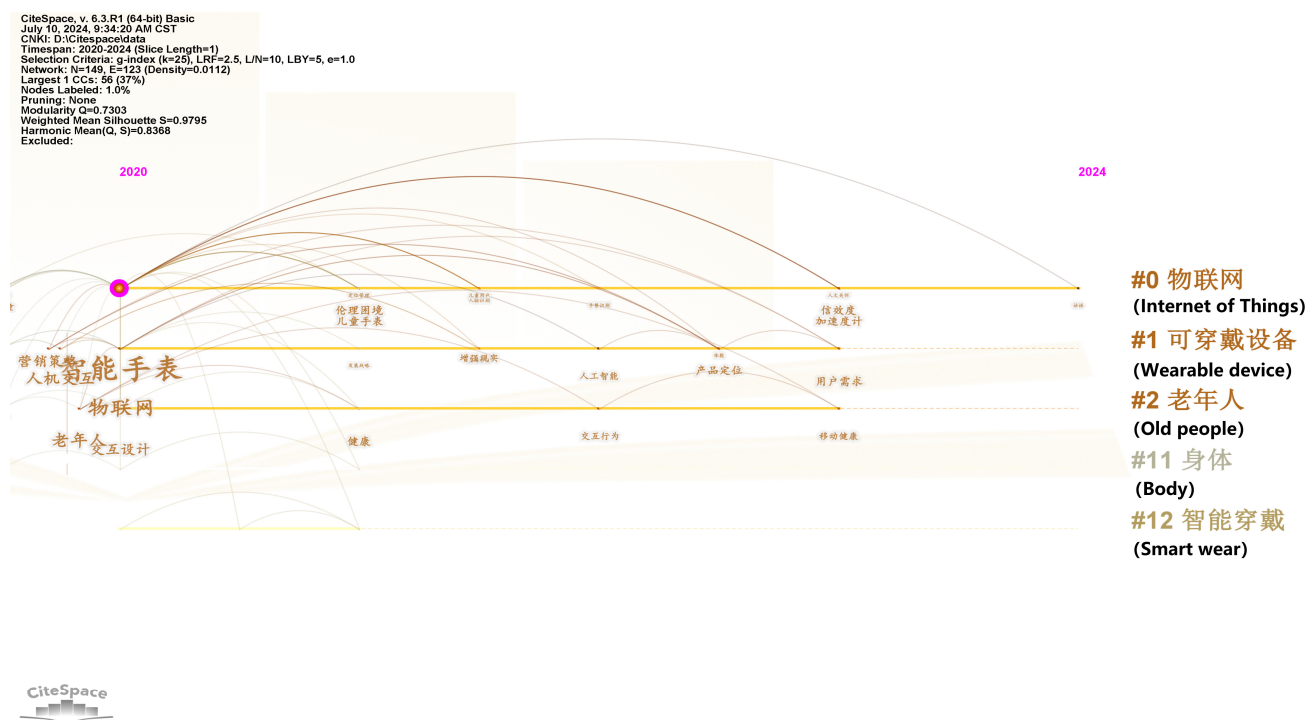 CiteSpace, v. 6.3.R1 (64-bit) Basic
July 10, 2024, 9:34:20 AM CST
CNKI: D:\Citespace\data
Timespan: 2020-2024 (Slice Length=1)
Selection Criteria: g-index (k=25), LRF=2.5, L/N=10, LBY=5, e=1.0
Network: N=149, E=123 (Density=0.0112)
Largest 1 CCs: 56 (37%)
Nodes Labeled: 1.0%
Pruning: None
Modularity Q=0.7303
Weighted Mean Silhouette S=0.9795
Harmonic Mean(Q, S)=0.8368
Excluded:
2020
2024
#0 物联网
(Internet of Things)
伦理困境
儿童手表
信效度
加速度计
#1 可穿戴设备
(Wearable device)
营销策略
智能手表
人机交互
增强现实
人工智能
产品定位
用户需求
#2 老年人
(Old people)
物联网
老年人
交互设计
健康
交互行为
移动健康
#11 身体
(Body)
#12 智能穿戴
(Smart wear)
CiteSpace